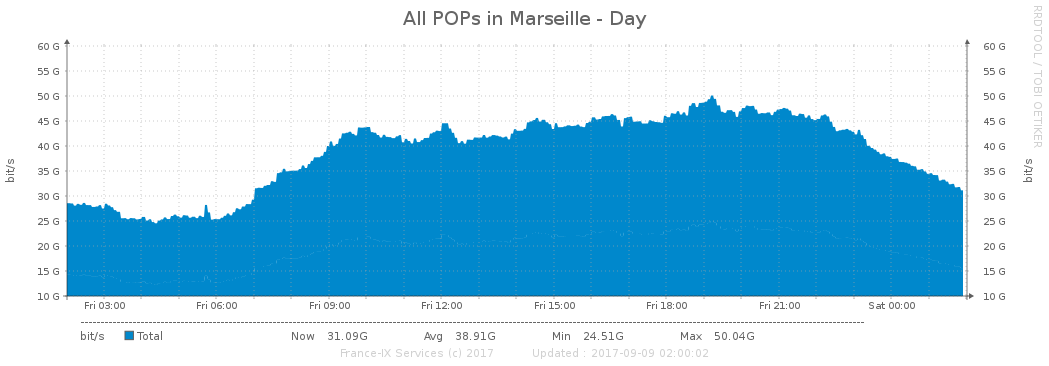 All POPs in Marseille - Day
RRDTOOL / TOBI OETIKER
60 G 60 G
55 G 55 G
50 G 50 G
45 G 45 G
40 G 40 G
35 G 35 G
30 G 30 G
25 G 25 G
20 G 20 G
15 G 15 G
10 G 10 G
bit/s
bit/s
Fri 03:00 Fri 06:00 Fri 09:00 Fri 12:00 Fri 15:00 Fri 18:00 Fri 21:00 Sat 00:00
bit/s Total Now 31.09G Avg 38.91G Min 24.51G Max 50.04G
France-IX Services (c) 2017 Updated : 2017-09-09 02:00:02